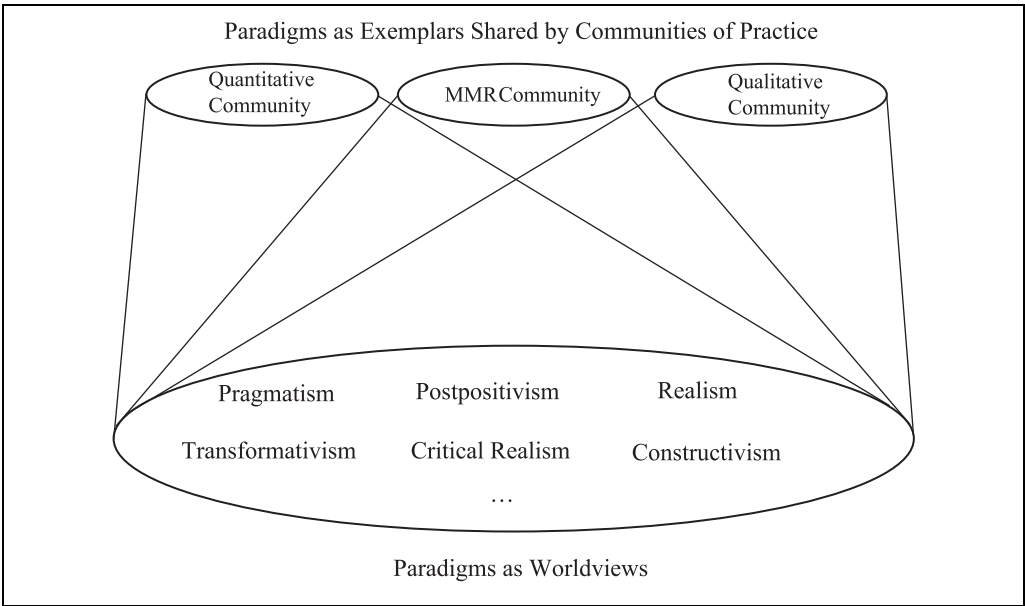 Paradigms as Exemplars Shared by Communities of Practice
Quantitative
Community
MMR Community
Qualitative
Community
Pragmatism
Postpositivism
Realism
Transformativism
Critical Realism
Constructivism
…
Paradigms as Worldviews